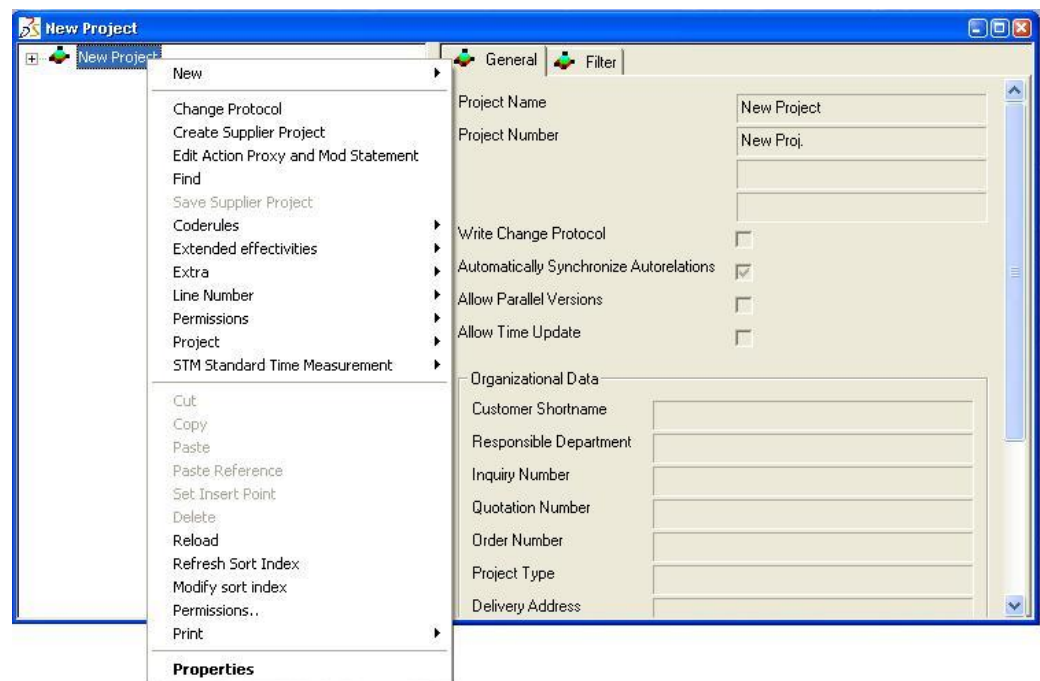 New Project
New Project
New
Change Protocol
Create Supplier Project
Edit Action Proxy and Mod Statement
Find
Save Supplier Project
Coderules
Extended effectivities
Extra
Line Number
Permissions
Project
STM Standard Time Measurement
Cut
Copy
Paste
Paste Reference
Set Insert Point
Delete
Reload
Refresh Sort Index
Modify sort index
Permissions..
Print
Properties
General Filter
Project Name New Project
Project Number New Proj.
Write Change Protocol
Automatically Synchronize Autorelations
Allow Parallel Versions
Allow Time Update
Organizational Data
Customer Shortname
Responsible Department
Inquiry Number
Quotation Number
Order Number
Project Type
Delivery Address